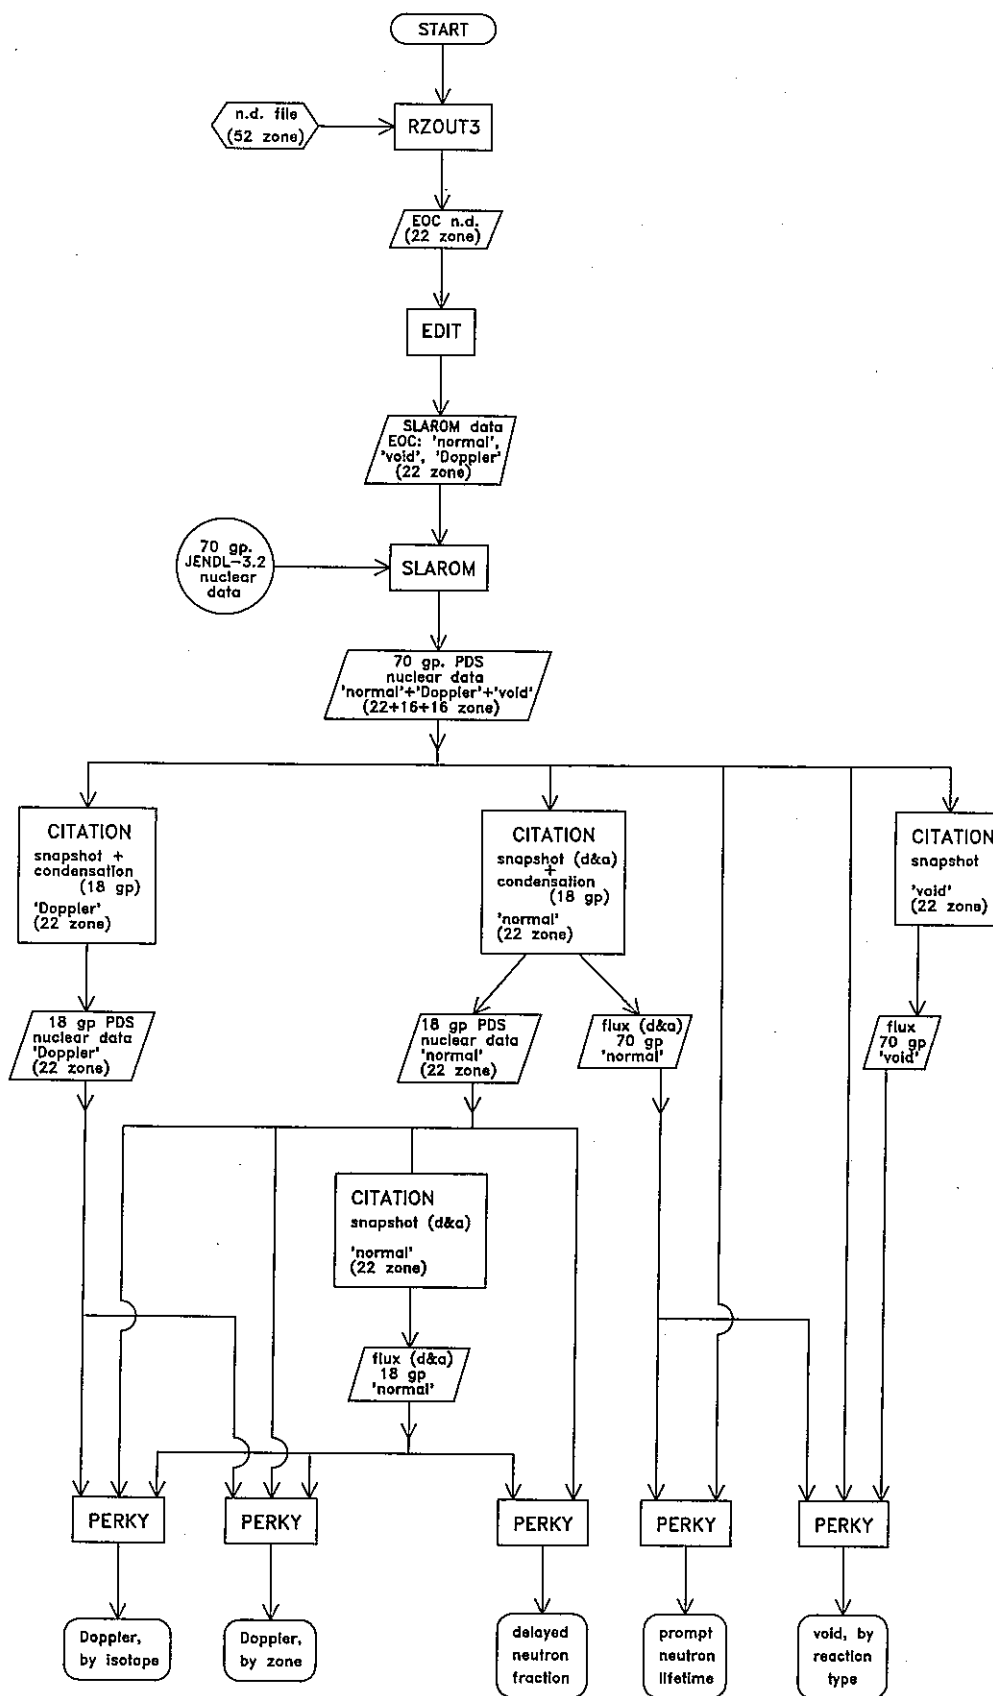 START
n.d. file
(52 zone)
RZOUT3
EOC n.d.
(22 zone)
EDIT
SLAROM data
EOC: 'normal',
'void', 'Doppler'
(22 zone)
70 gp.
JENDL-3.2
nuclear
data
SLAROM
70 gp. PDS
nuclear data
'normal'+'Doppler'+'void'
(22+16+16 zone)
CITATION
snapshot +
condensation
(18 gp)
'Doppler'
(22 zone)
CITATION
snapshot (d&a)
+
condensation
(18 gp)
'normal'
(22 zone)
CITATION
snapshot
'void'
(22 zone)
18 gp PDS
nuclear data
'Doppler'
(22 zone)
18 gp PDS
nuclear data
'normal'
(22 zone)
flux (d&a)
70 gp
'normal'
flux
70 gp
'void'
CITATION
snapshot (d&a)
'normal'
(22 zone)
flux (d&a)
18 gp
'normal'
PERKY
PERKY
PERKY
PERKY
PERKY
Doppler,
by isotape
Doppler,
by zone
delayed
neutron
fraction
prompt
neutron
lifetime
void, by
reaction
type